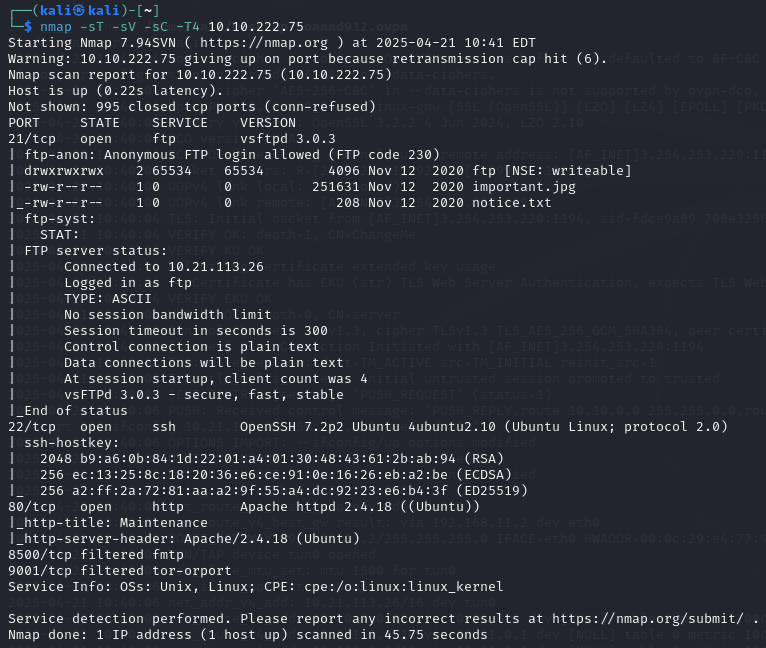 ┌──(kali㉿kali)-[~]
└─$ nmap -sT -sV -sC -T4 10.10.222.75
Starting Nmap 7.94SVN ( https://nmap.org ) at 2025-04-21 10:41 EDT
Warning: 10.10.222.75 giving up on port because retransmission cap hit (6).
Nmap scan report for 10.10.222.75 (10.10.222.75)
Host is up (0.22s latency).
Not shown: 995 closed tcp ports (conn-refused)
PORT     STATE    SERVICE    VERSION
21/tcp   open     ftp        vsftpd 3.0.3
| ftp-anon: Anonymous FTP login allowed (FTP code 230)
| drwxrwxrwx    2 65534    65534        4096 Nov 12  2020 ftp [NSE: writeable]
| -rw-r--r--    1 0        0          251631 Nov 12  2020 important.jpg
|_-rw-r--r--    1 0        0             208 Nov 12  2020 notice.txt
| ftp-syst:
|   STAT:
| FTP server status:
|      Connected to 10.21.113.26
|      Logged in as ftp
|      TYPE: ASCII
|      No session bandwidth limit
|      Session timeout in seconds is 300
|      Control connection is plain text
|      Data connections will be plain text
|      At session startup, client count was 4
|      vsFTPd 3.0.3 - secure, fast, stable
|_End of status
22/tcp   open     ssh        OpenSSH 7.2p2 Ubuntu 4ubuntu2.10 (Ubuntu Linux; protocol 2.0)
| ssh-hostkey:
|   2048 b9:a6:0b:84:1d:22:01:a4:01:30:48:43:61:2b:ab:94 (RSA)
|   256 ec:13:25:8c:18:20:36:e6:ce:91:0e:16:26:eb:a2:be (ECDSA)
|_  256 a2:ff:2a:72:81:aa:a2:9f:55:a4:dc:92:23:e6:b4:3f (ED25519)
80/tcp   open     http       Apache httpd 2.4.18 ((Ubuntu))
|_http-title: Maintenance
|_http-server-header: Apache/2.4.18 (Ubuntu)
8500/tcp filtered fmtp
9001/tcp filtered tor-orport
Service Info: OSs: Unix, Linux; CPE: cpe:/o:linux:linux_kernel

Service detection performed. Please report any incorrect results at https://nmap.org/submit/ .
Nmap done: 1 IP address (1 host up) scanned in 45.75 seconds